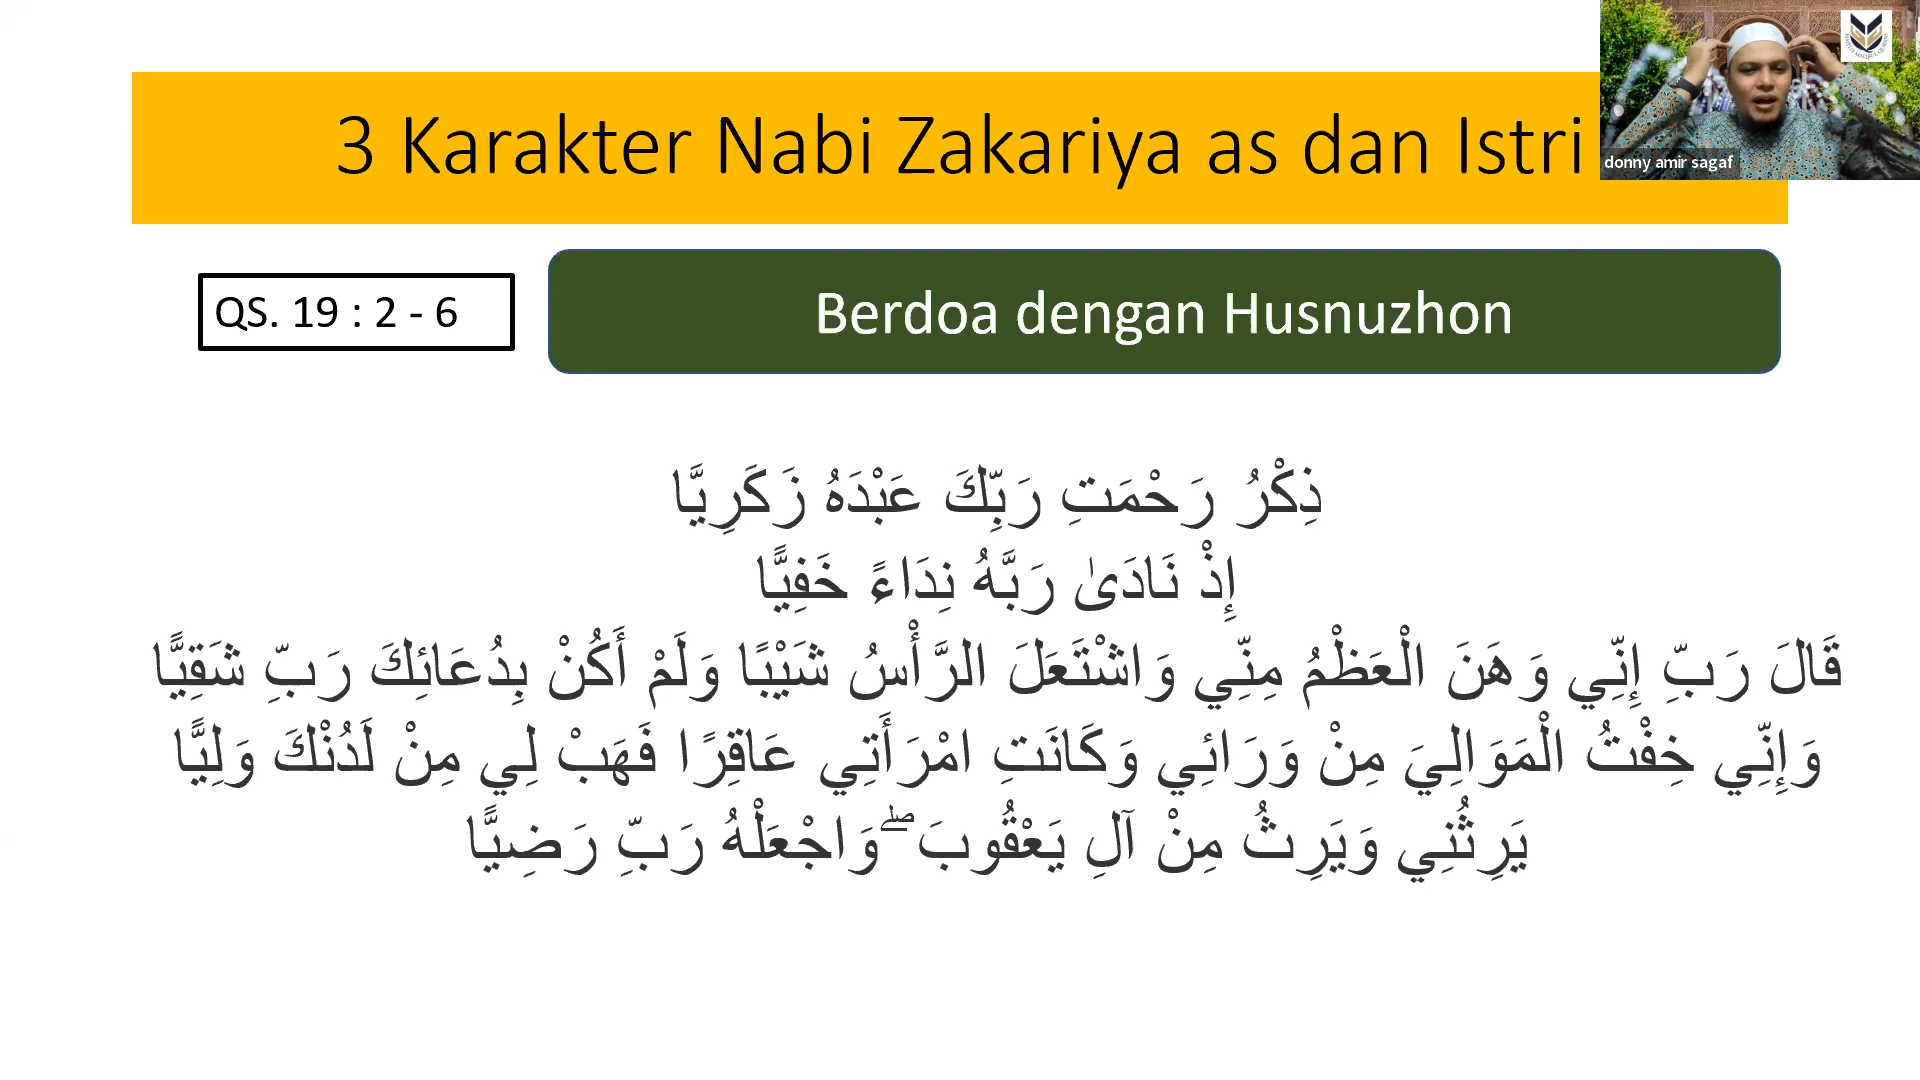 3 Karakter Nabi Zakariya as dan Istri
donny amir sagaf
QS. 19 : 2 - 6
Berdoa dengan Husnuzhon
ذِكْرُ رَحْمَتِ رَبِّكَ عَبْدَهُ زَكَرِيَّا
إِذْ نَادَىٰ رَبَّهُ نِدَاءً خَفِيًّا
قَالَ رَبِّ إِنِّي وَهَنَ الْعَظْمُ مِنِّي وَاشْتَعَلَ الرَّأْسُ شَيْبًا وَلَمْ أَكُنْ بِدُعَائِكَ رَبِّ شَقِيًّا
وَإِنِّي خِفْتُ الْمَوَالِيَ مِنْ وَرَائِي وَكَانَتِ امْرَأَتِي عَاقِرًا فَهَبْ لِي مِنْ لَدُنْكَ وَلِيًّا
يَرِثُنِي وَيَرِثُ مِنْ آلِ يَعْقُوبَ ۖ وَاجْعَلْهُ رَبِّ رَضِيًّا